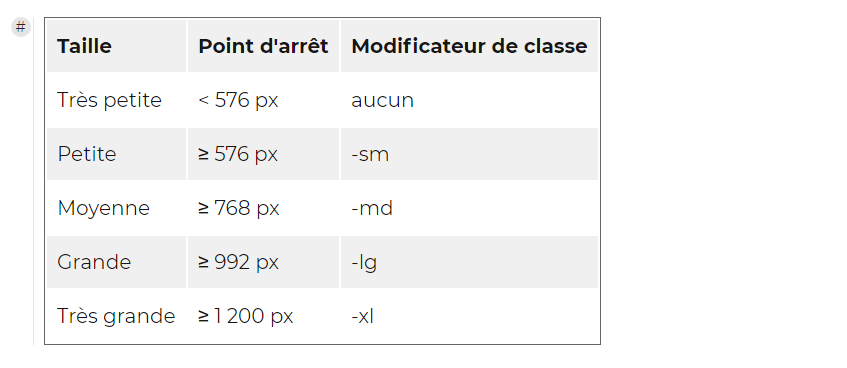 #
Taille Point d'arrêt Modificateur de classe
Très petite < 576 px aucun
Petite ≥ 576 px -sm
Moyenne ≥ 768 px -md
Grande ≥ 992 px -lg
Très grande ≥ 1 200 px -xl